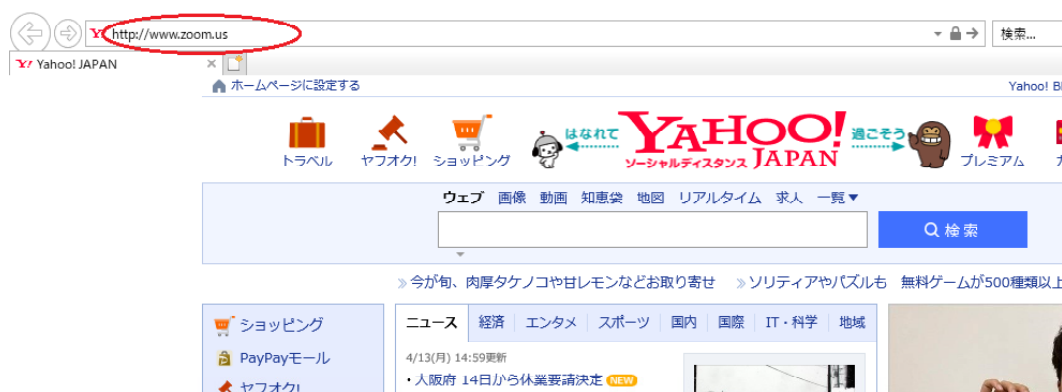 http://www.zoom.us
検索...
Yahoo! JAPAN
ホームページに設定する
トラベル
ヤフオク!
ショッピング
はなれて
YAHOO!
JAPAN
ソーシャルディスタンス
過ごそう
プレミアム
ウェブ 画像 動画 知恵袋 地図 リアルタイム 求人 一覧▼
検索
今が旬、肉厚タケノコや甘レモンなどお取り寄せ
ソリティアやパズルも 無料ゲームが500種類以上
ショッピング
PayPayモール
ヤフオク!
ニュース 経済 エンタメ スポーツ 国内 国際 IT・科学 地域
4/13(月) 14:59更新
・大阪府 14日から休業要請決定 NEW